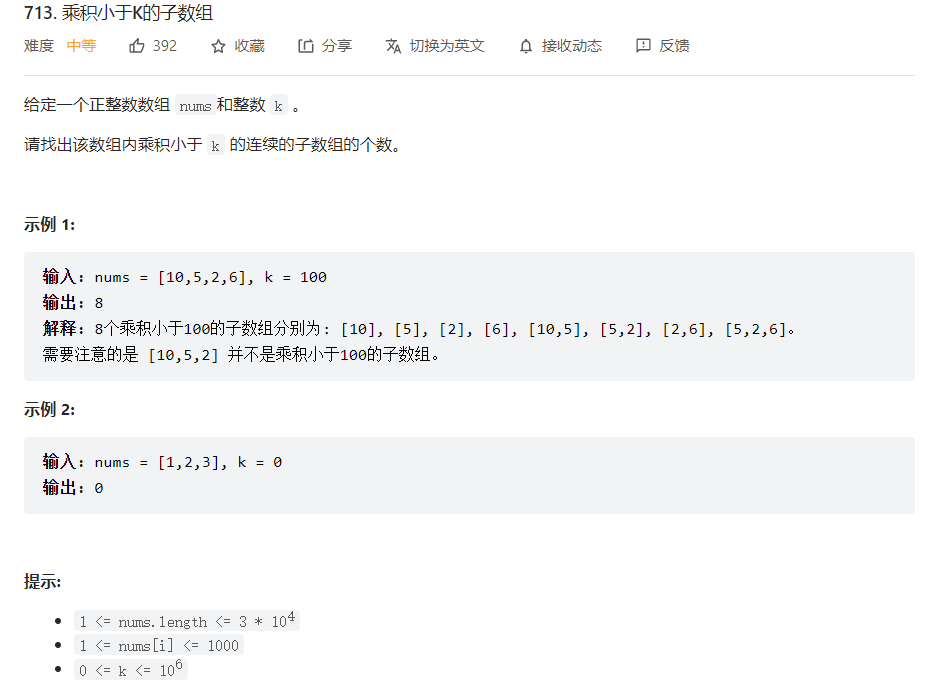 713. 乘积小于K的子数组
难度 中等 392 收藏 分享 切换为英文 接收动态 反馈
给定一个正整数数组 nums 和整数 k 。
请找出该数组内乘积小于 k 的连续的子数组的个数。
示例 1:
输入: nums = [10,5,2,6], k = 100
输出: 8
解释: 8个乘积小于100的子数组分别为: [10], [5], [2], [6], [10,5], [5,2], [2,6], [5,2,6]。
需要注意的是 [10,5,2] 并不是乘积小于100的子数组。
示例 2:
输入: nums = [1,2,3], k = 0
输出: 0
提示:
• 1 <= nums.length <= 3 * 10⁴
• 1 <= nums[i] <= 1000
• 0 <= k <= 10⁶